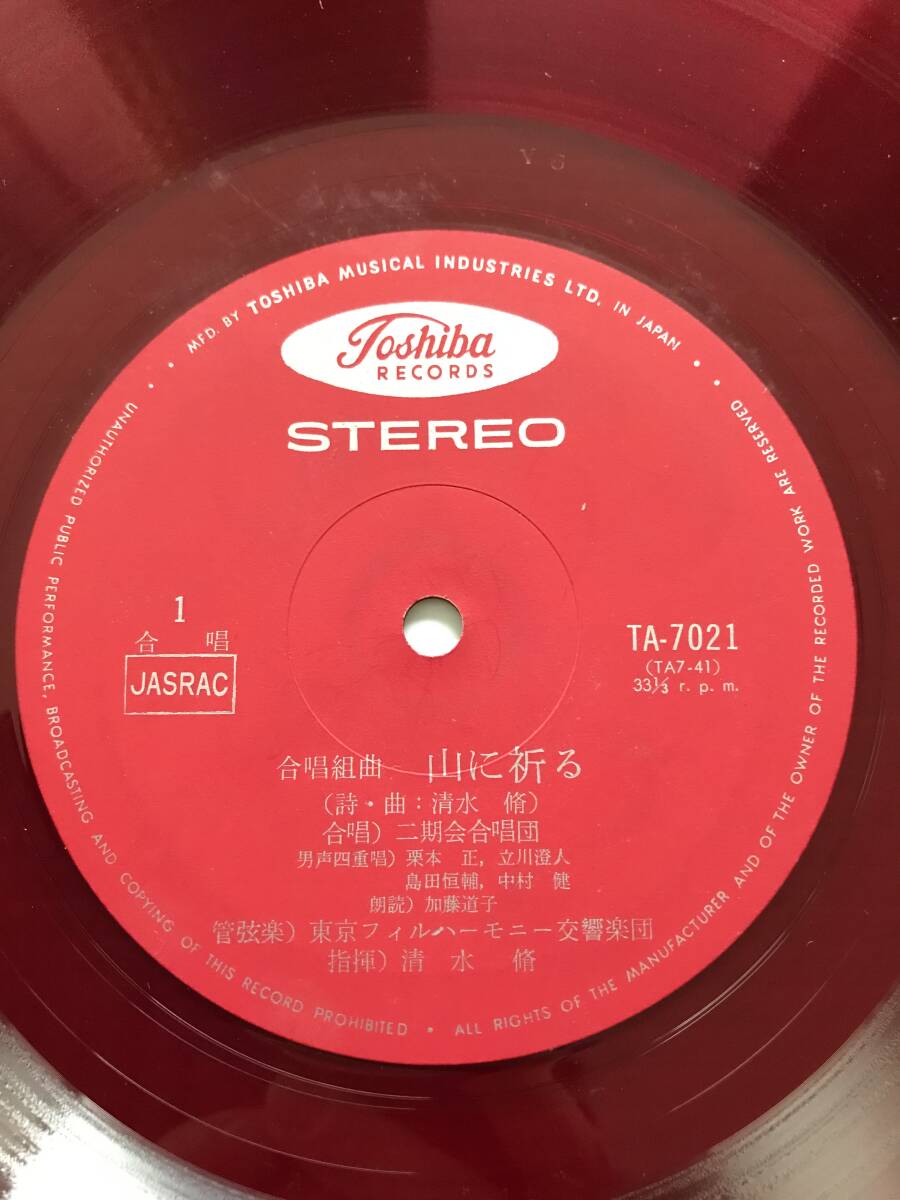 Y 6
MFD. BY TOSHIBA MUSICAL INDUSTRIES LTD. IN JAPAN
Toshiba
RECORDS
STEREO
1
合唱
JASRAC
TA-7021
(TA7-41)
33⅓ r. p. m.
合唱組曲 山に祈る
(詩・曲:清水 脩)
合唱) 二期会合唱団
男声四重唱) 栗本 正, 立川澄人
島田恒輔, 中村 健
朗読) 加藤道子
管弦楽) 東京フィルハーモニー交響楽団
指揮) 清水 脩
UNAUTHORIZED PUBLIC PERFORMANCE, BROADCASTING AND COPYING OF THIS RECORD PROHIBITED • ALL RIGHTS OF THE MANUFACTURER AND OF THE OWNER OF THE RECORDED WORK ARE RESERVED